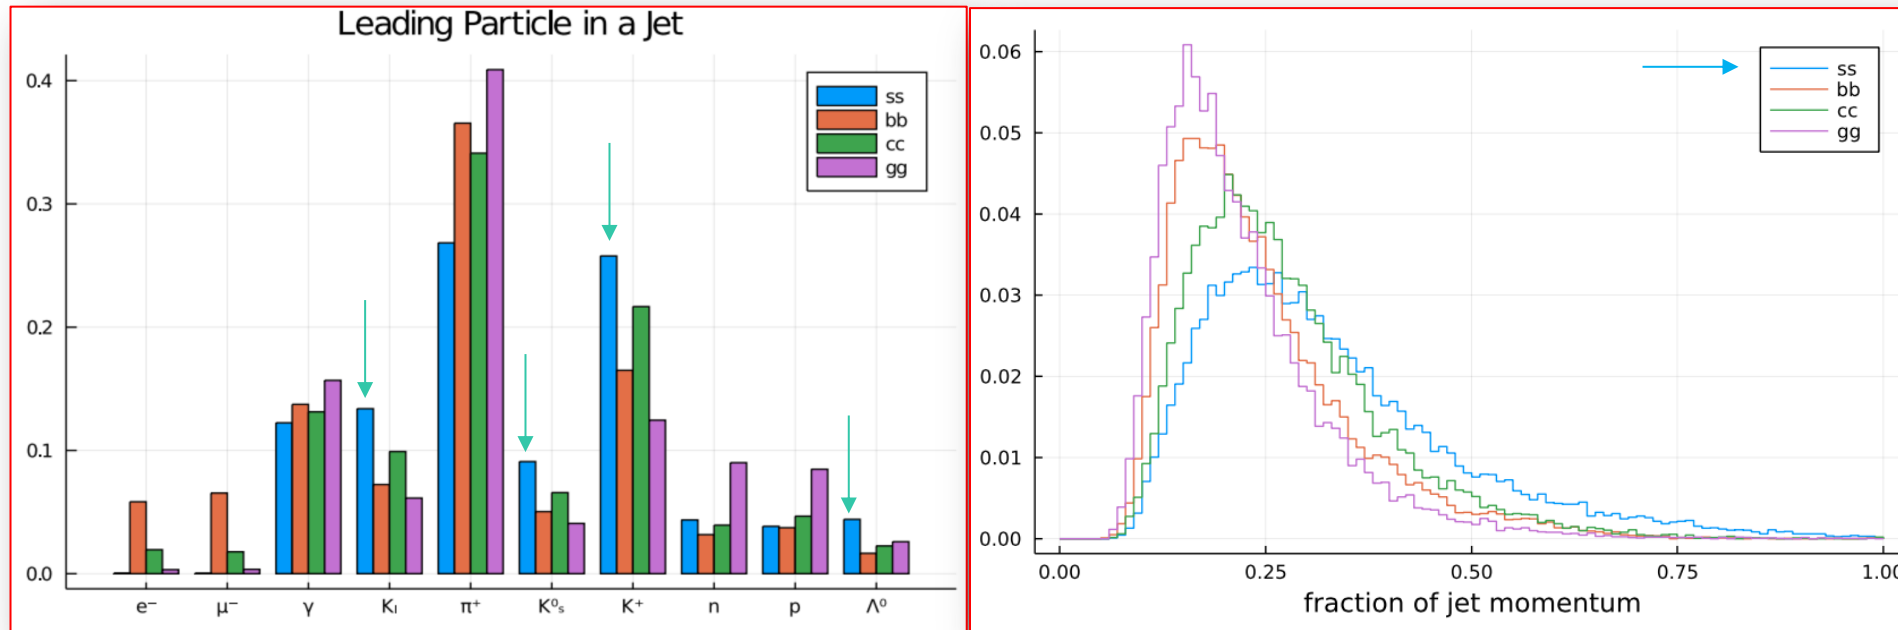 Leading Particle in a Jet
0.4
0.3
0.2
0.1
0.0
ss
bb
cc
gg
e⁻ μ⁻ γ Kₗ π⁺ K⁰ₛ K⁺ n p Λ⁰
0.06
0.05
0.04
0.03
0.02
0.01
0.00
ss
bb
cc
gg
0.00 0.25 0.50 0.75 1.00
fraction of jet momentum